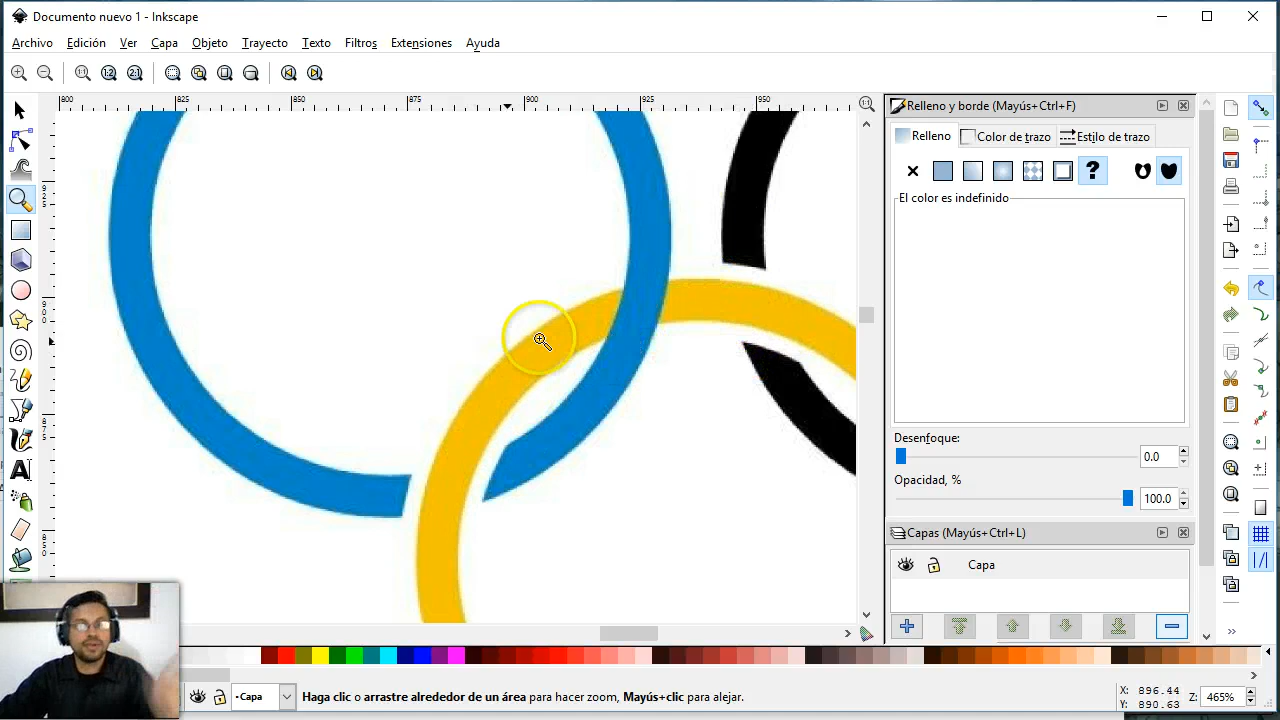 Documento nuevo 1 - Inkscape
Archivo Edición Ver Capa Objeto Trayecto Texto Filtros Extensiones Ayuda
800 825 850 875 900 925 950
Relleno y borde (Mayús+Ctrl+F)
Relleno Color de trazo Estilo de trazo
El color es indefinido
Desenfoque:
0.0
Opacidad, %
100.0
Capas (Mayús+Ctrl+L)
Capa
•Capa
Haga clic o arrastre alrededor de un área para hacer zoom, Mayús+clic para alejar.
X: 896.44
Y: 890.63
Z: 465%